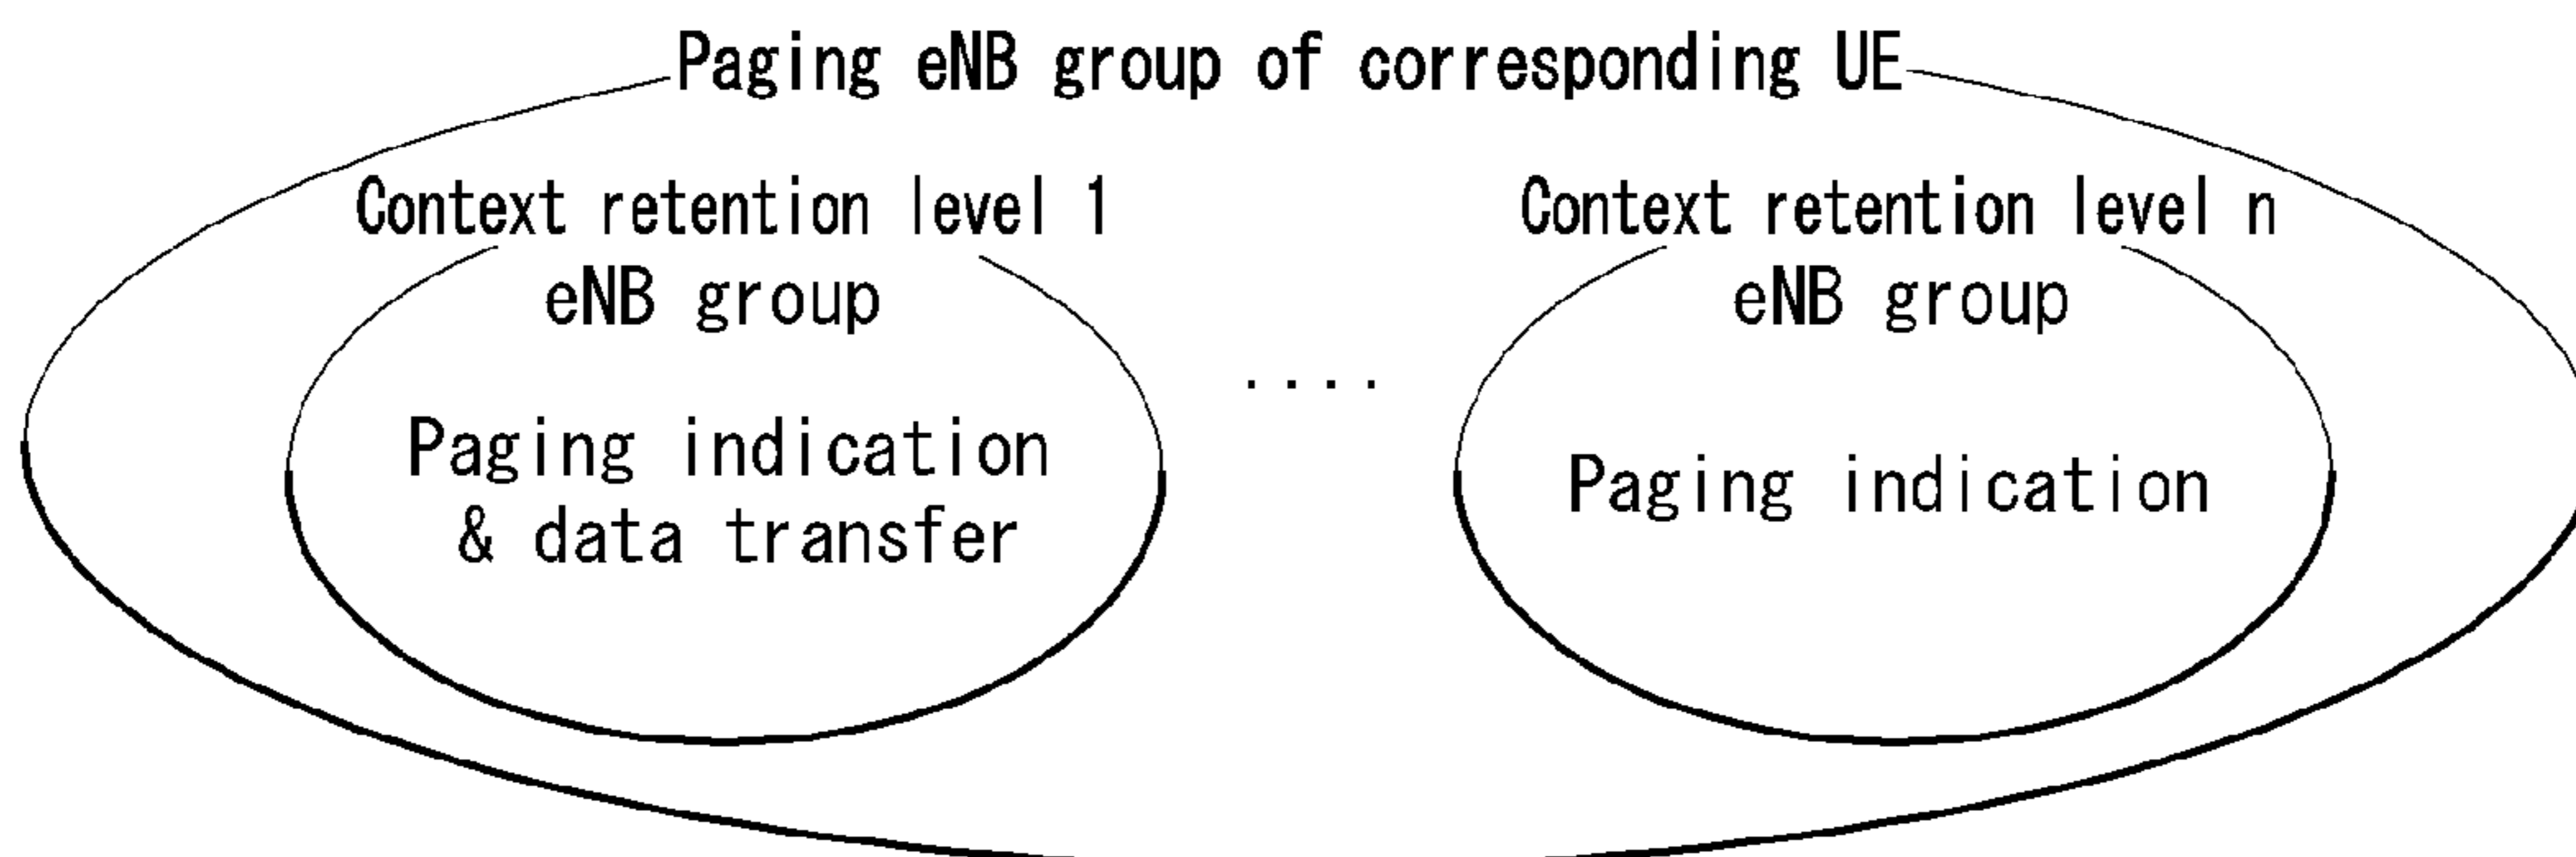 Paging eNB group of corresponding UE
Context retention level 1
eNB group
Paging indication
& data transfer
....
Context retention level n
eNB group
Paging indication